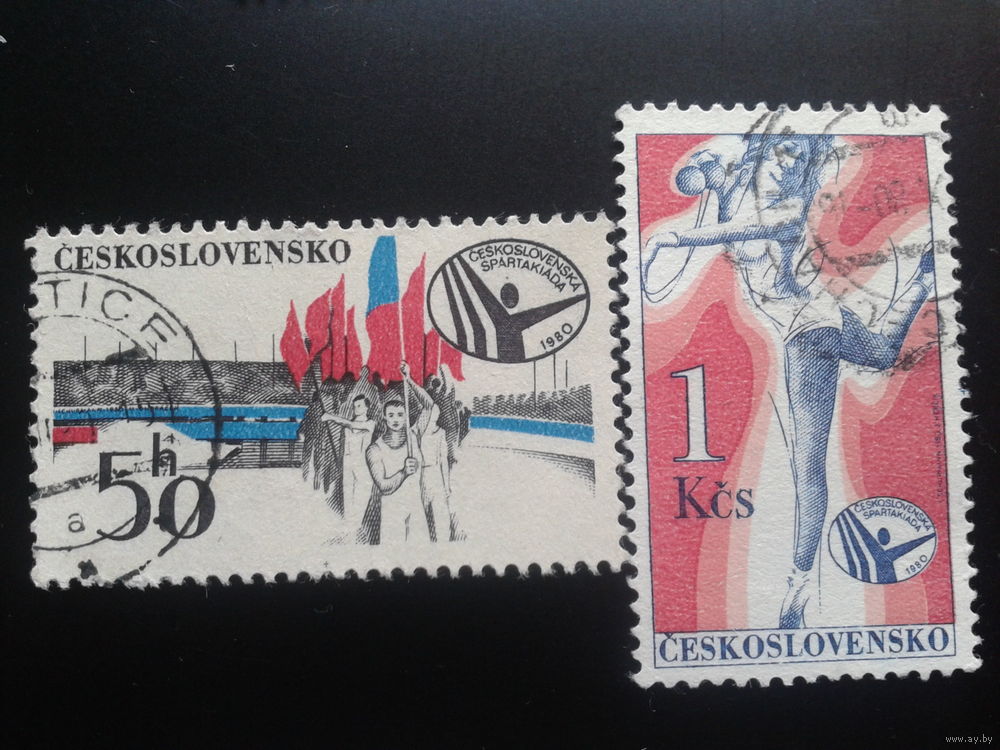 ČESKOSLOVENSKO
ČESKOSLOVENSKÁ
SPARTAKIÁDA
1980
TICE
50h
a
1
Kčs
ČESKOSLOVENSKÁ
SPARTAKIÁDA
1980
ČESKOSLOVENSKO
www.ay.by